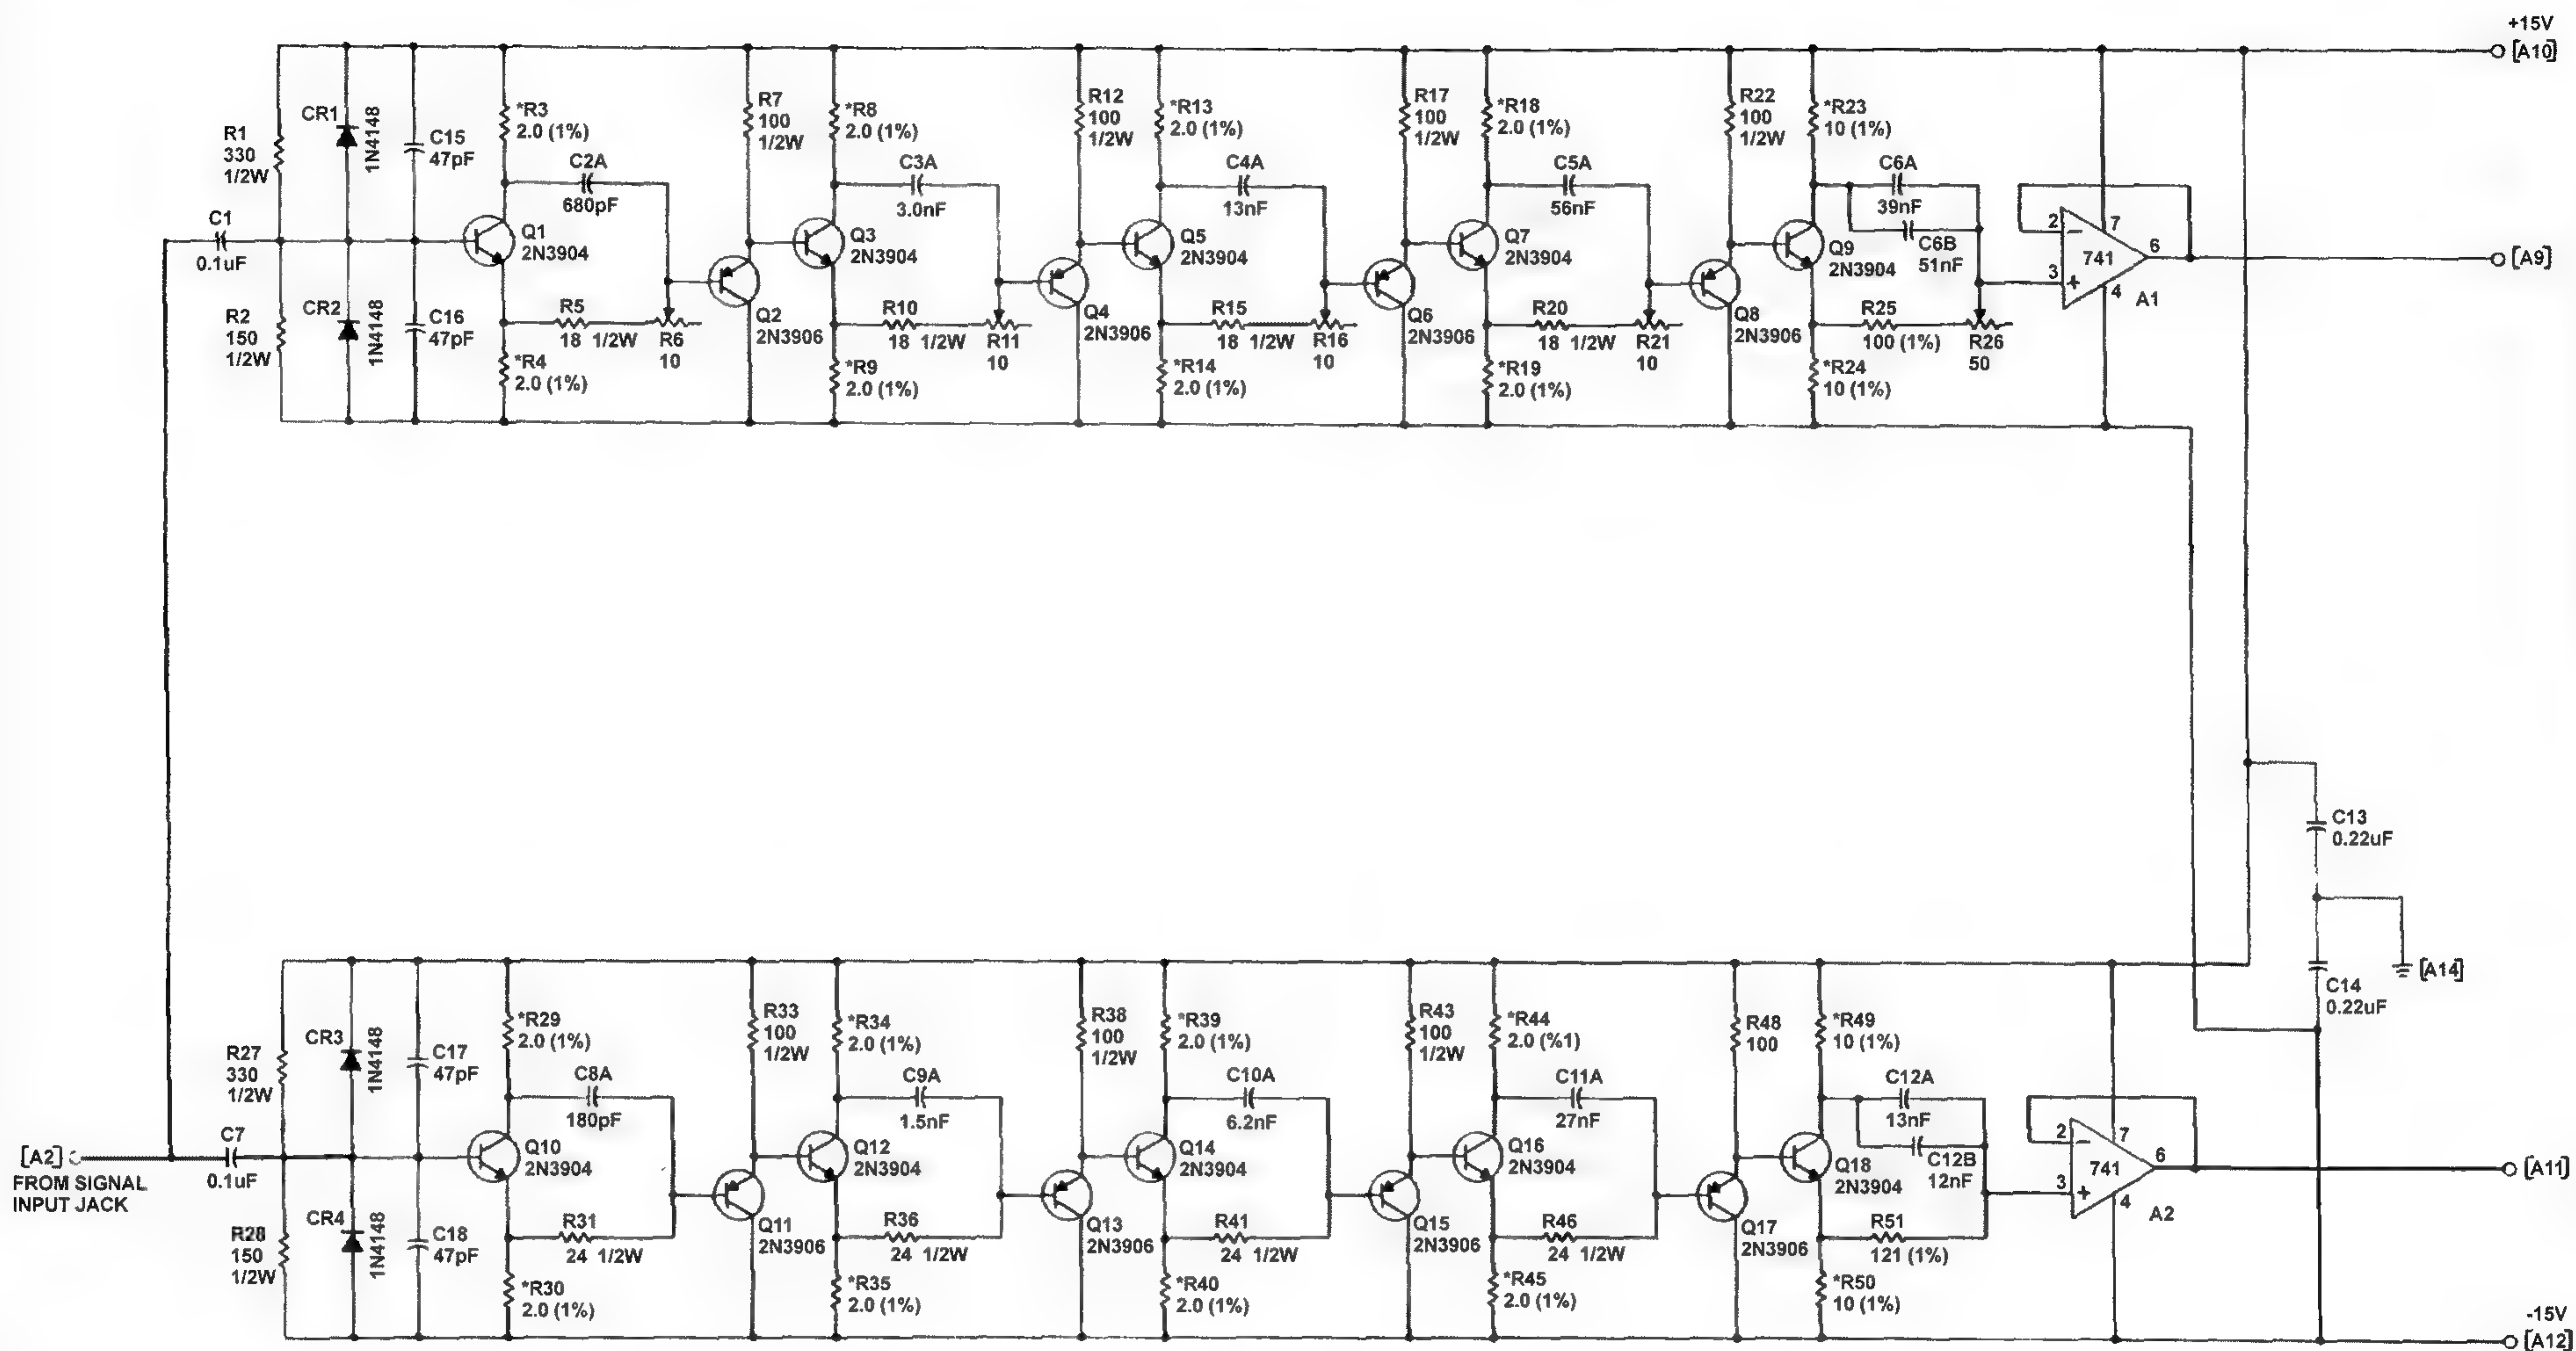 +15V
[A10]
R1
330
1/2W
CR1
1N4148
C15
47pF
*R3
2.0 (1%)
C2A
680pF
R7
100
1/2W
*R8
2.0 (1%)
C3A
3.0nF
R12
100
1/2W
*R13
2.0 (1%)
C4A
13nF
R17
100
1/2W
*R18
2.0 (1%)
C5A
56nF
R22
100
1/2W
*R23
10 (1%)
C6A
39nF
C6B
51nF
C1
0.1uF
Q1
2N3904
Q3
2N3904
Q5
2N3904
Q7
2N3904
Q9
2N3904
2
7
6
741
3
4
A1
[A9]
R2
150
1/2W
CR2
1N4148
C16
47pF
R5
18 1/2W
R6
10
Q2
2N3906
R10
18 1/2W
R11
10
Q4
2N3906
R15
18 1/2W
R16
10
Q6
2N3906
R20
18 1/2W
R21
10
Q8
2N3906
R25
100 (1%)
R26
50
*R4
2.0 (1%)
*R9
2.0 (1%)
*R14
2.0 (1%)
*R19
2.0 (1%)
*R24
10 (1%)
C13
0.22uF
[A14]
C14
0.22uF
R27
330
1/2W
CR3
1N4148
C17
47pF
*R29
2.0 (1%)
C8A
180pF
R33
100
1/2W
*R34
2.0 (1%)
C9A
1.5nF
R38
100
1/2W
*R39
2.0 (1%)
C10A
6.2nF
R43
100
1/2W
*R44
2.0 (%1)
C11A
27nF
R48
100
*R49
10 (1%)
C12A
13nF
C12B
12nF
[A2]
FROM SIGNAL
INPUT JACK
C7
0.1uF
Q10
2N3904
Q12
2N3904
Q14
2N3904
Q16
2N3904
Q18
2N3904
2
7
6
741
3
4
A2
[A11]
R28
150
1/2W
CR4
1N4148
C18
47pF
R31
24 1/2W
Q11
2N3906
R36
24 1/2W
Q13
2N3906
R41
24 1/2W
Q15
2N3906
R46
24 1/2W
Q17
2N3906
R51
121 (1%)
*R30
2.0 (1%)
*R35
2.0 (1%)
*R40
2.0 (1%)
*R45
2.0 (1%)
*R50
10 (1%)
-15V
[A12]